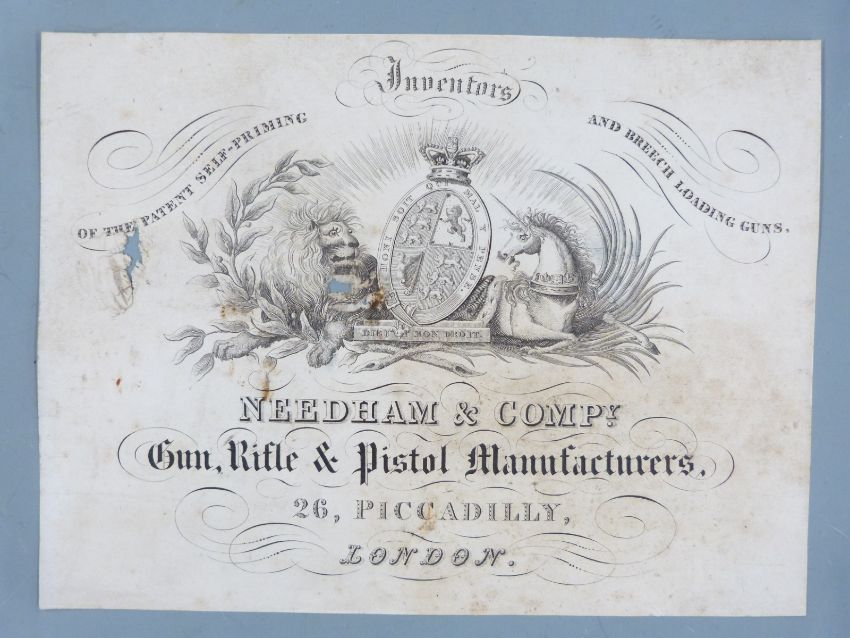 Inventors
OF THE PATENT SELF-PRIMING
AND BREECH LOADING GUNS,
HONI SOIT QUI MAL Y PENSE
DIEU ET MON DROIT.
NEEDHAM & COMPY.
Gun, Rifle & Pistol Manufacturers,
26, PICCADILLY,
LONDON.